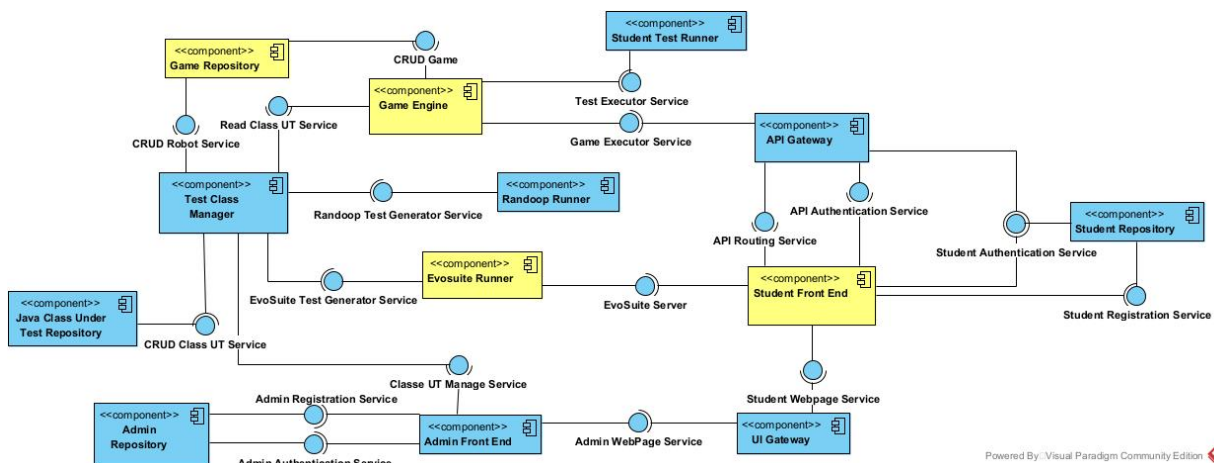 <<component>>
Student Test Runner
<<component>>
Game Repository
CRUD Game
<<component>>
Game Engine
Test Executor Service
Read Class UT Service
CRUD Robot Service
Game Executor Service
<<component>>
API Gateway
<<component>>
Test Class
Manager
<<component>>
Randoop Runner
Randoop Test Generator Service
API Authentication Service
<<component>>
Student Repository
API Routing Service
Student Authentication Service
<<component>>
Evosuite Runner
<<component>>
Student Front End
EvoSuite Test Generator Service
EvoSuite Server
<<component>>
Java Class Under
Test Repository
Student Registration Service
CRUD Class UT Service
Classe UT Manage Service
Admin Registration Service
Student Webpage Service
<<component>>
Admin
Repository
<<component>>
Admin Front End
Admin WebPage Service
<<component>>
UI Gateway
Admin Authentication Service
Powered By Visual Paradigm Community Edition